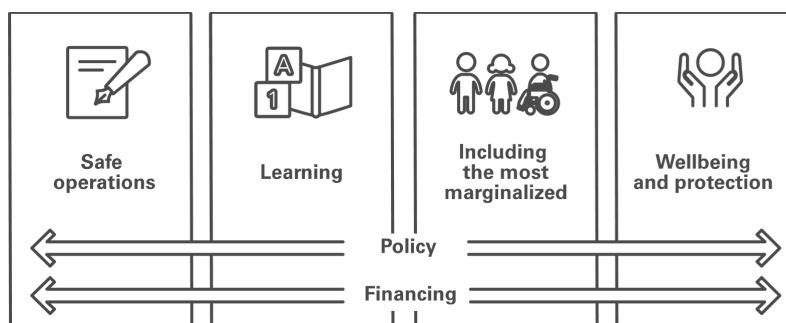 Safe
operations
A
1
Learning
Including
the most
marginalized
Wellbeing
and protection
Policy
Financing